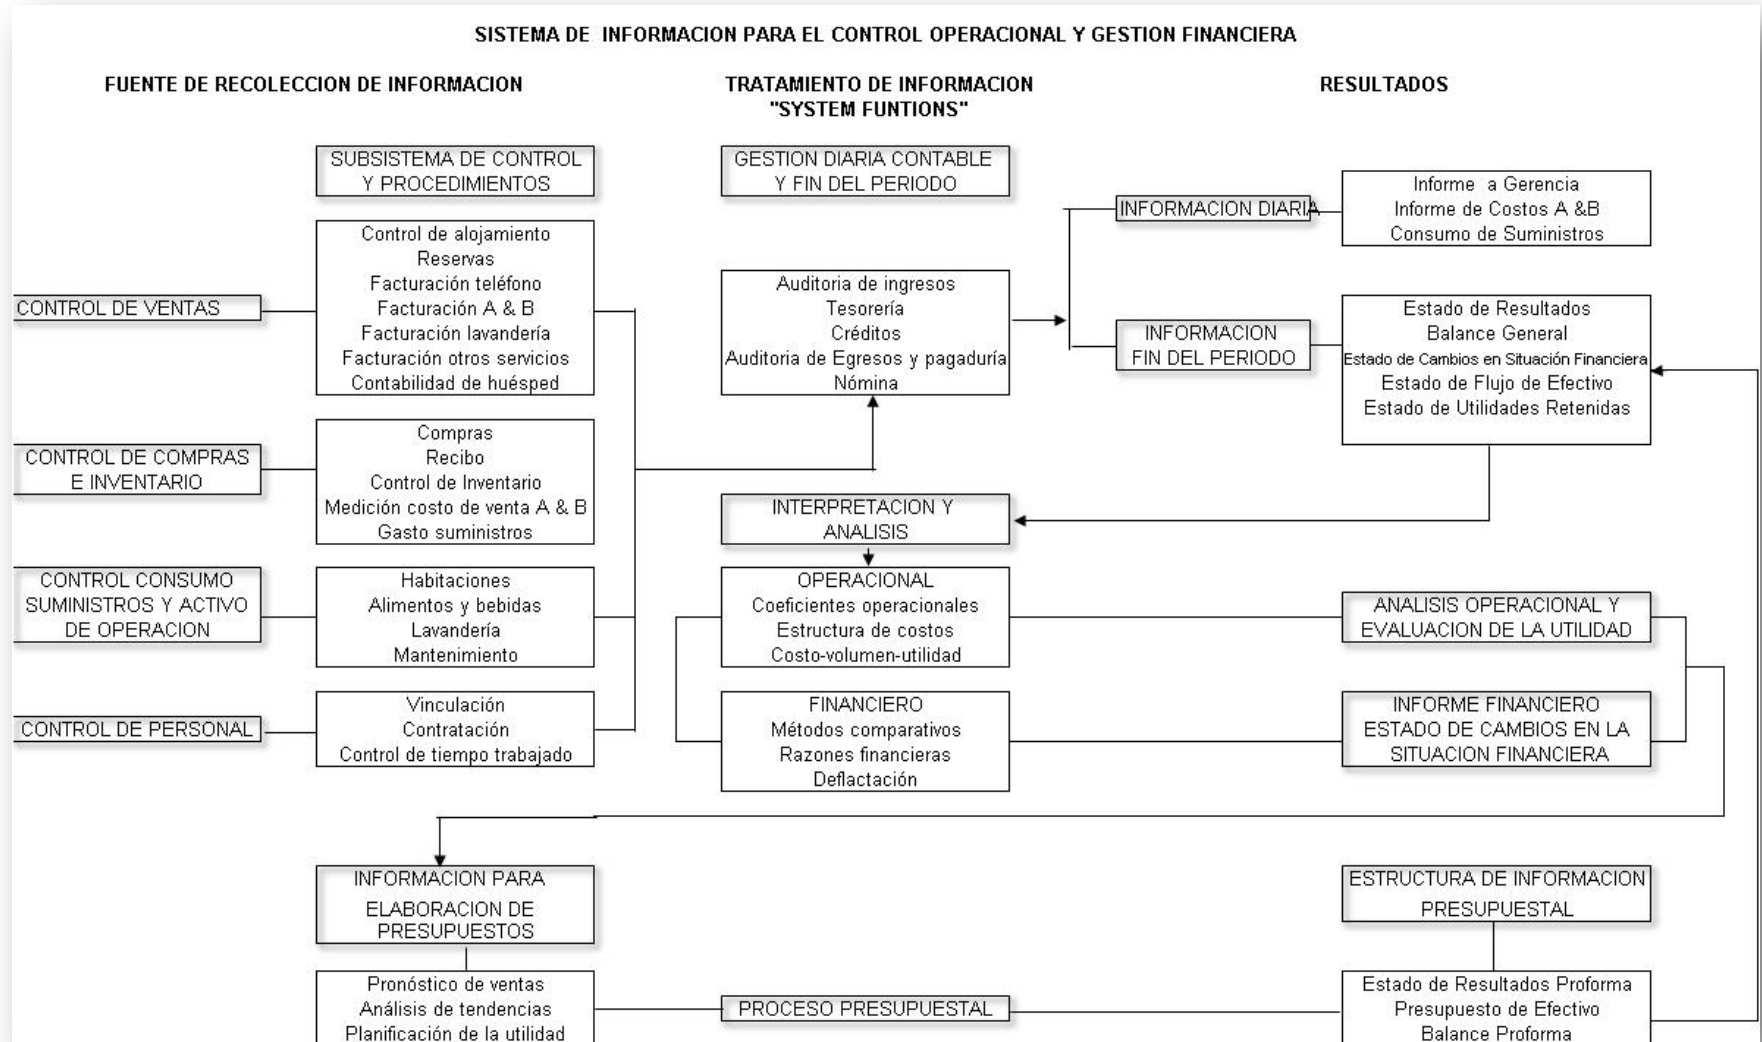 SISTEMA DE INFORMACION PARA EL CONTROL OPERACIONAL Y GESTION FINANCIERA
FUENTE DE RECOLECCION DE INFORMACION
TRATAMIENTO DE INFORMACION
"SYSTEM FUNTIONS"
RESULTADOS
SUBSISTEMA DE CONTROL
Y PROCEDIMIENTOS
GESTION DIARIA CONTABLE
Y FIN DEL PERIODO
CONTROL DE VENTAS
Control de alojamiento
Reservas
Facturación teléfono
Facturación A & B
Facturación lavandería
Facturación otros servicios
Contabilidad de huésped
Auditoria de ingresos
Tesorería
Créditos
Auditoria de Egresos y pagaduría
Nómina
INFORMACION DIARIA
Informe a Gerencia
Informe de Costos A &B
Consumo de Suministros
INFORMACION
FIN DEL PERIODO
Estado de Resultados
Balance General
Estado de Cambios en Situación Financiera
Estado de Flujo de Efectivo
Estado de Utilidades Retenidas
CONTROL DE COMPRAS
E INVENTARIO
Compras
Recibo
Control de Inventario
Medición costo de venta A & B
Gasto suministros
INTERPRETACION Y
ANALISIS
CONTROL CONSUMO
SUMINISTROS Y ACTIVO
DE OPERACION
Habitaciones
Alimentos y bebidas
Lavandería
Mantenimiento
OPERACIONAL
Coeficientes operacionales
Estructura de costos
Costo-volumen-utilidad
ANALISIS OPERACIONAL Y
EVALUACION DE LA UTILIDAD
CONTROL DE PERSONAL
Vinculación
Contratación
Control de tiempo trabajado
FINANCIERO
Métodos comparativos
Razones financieras
Deflactación
INFORME FINANCIERO
ESTADO DE CAMBIOS EN LA
SITUACION FINANCIERA
INFORMACION PARA
ELABORACION DE
PRESUPUESTOS
ESTRUCTURA DE INFORMACION
PRESUPUESTAL
Pronóstico de ventas
Análisis de tendencias
Planificación de la utilidad
PROCESO PRESUPUESTAL
Estado de Resultados Proforma
Presupuesto de Efectivo
Balance Proforma